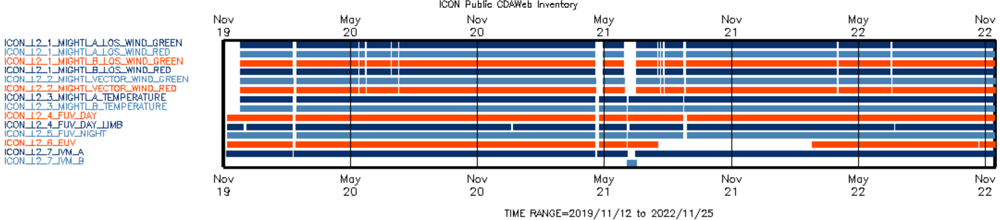 ICON Public CDAWeb Inventory
Nov May Nov May Nov May Nov
19 20 20 21 21 22 22
ICON_L2_1_MIGHTI_A_LOS_WIND_GREEN
ICON_L2_1_MIGHTI_A_LOS_WIND_RED
ICON_L2_1_MIGHTI_B_LOS_WIND_GREEN
ICON_L2_1_MIGHTI_B_LOS_WIND_RED
ICON_L2_2_MIGHTI_VECTOR_WIND_GREEN
ICON_L2_2_MIGHTI_VECTOR_WIND_RED
ICON_L2_3_MIGHTI_A_TEMPERATURE
ICON_L2_3_MIGHTI_B_TEMPERATURE
ICON_L2_4_FUV_DAY
ICON_L2_4_FUV_DAY_LIMB
ICON_L2_5_FUV_NIGHT
ICON_L2_6_EUV
ICON_L2_7_IVM_A
ICON_L2_7_IVM_B
Nov May Nov May Nov May Nov
19 20 20 21 21 22 22
TIME RANGE=2019/11/12 to 2022/11/25